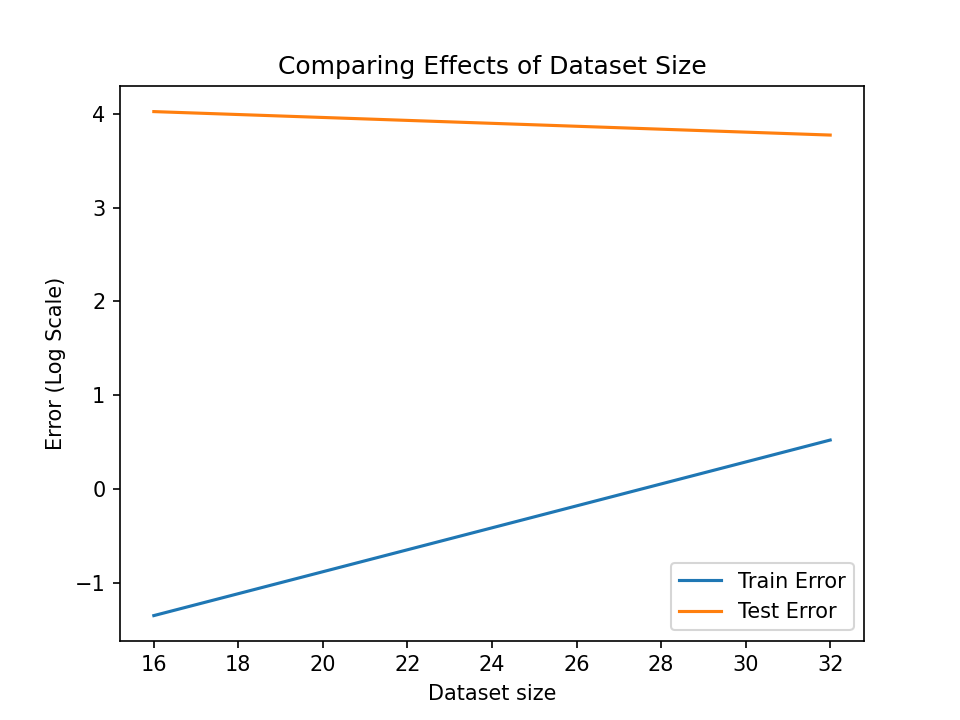 Comparing Effects of Dataset Size
4
3
2
1
0
−1
Error (Log Scale)
Train Error
Test Error
16 18 20 22 24 26 28 30 32
Dataset size